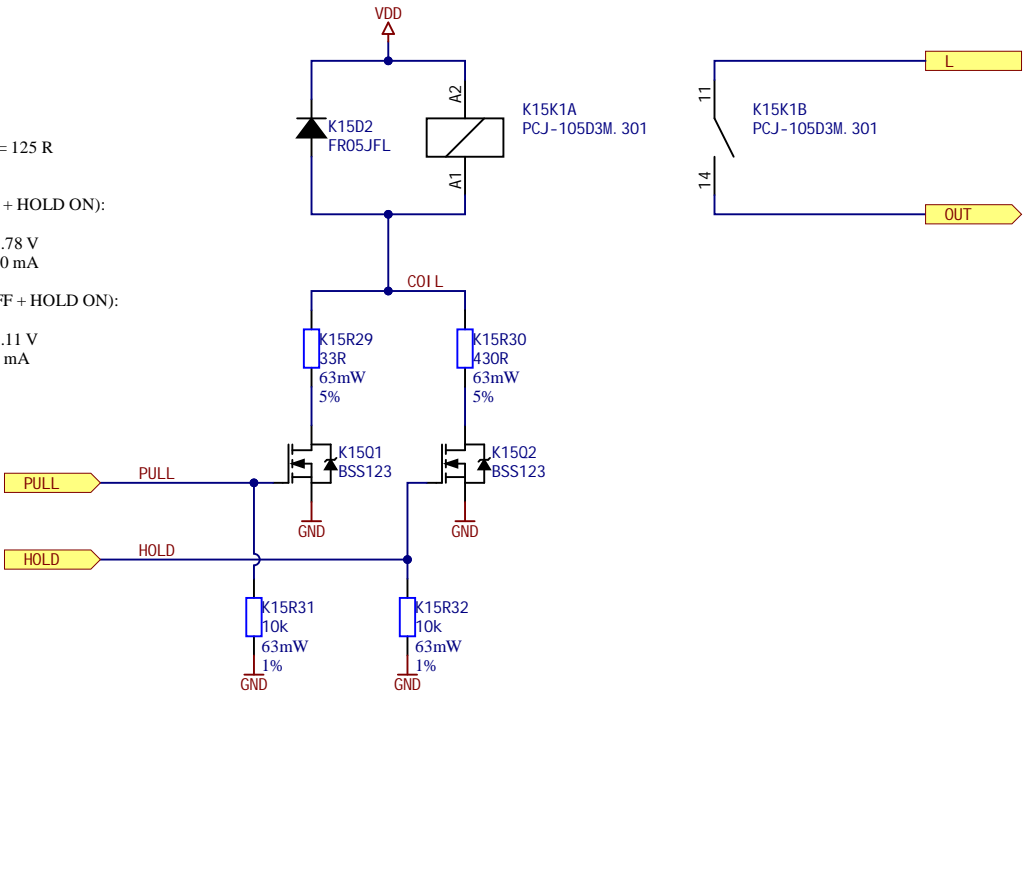 VDD
A2
K15D2
FR05JFL
K15K1A
PCJ-105D3M.301
A1
11
K15K1B
PCJ-105D3M.301
14
L
OUT
= 125 R
+ HOLD ON):
.78 V
0 mA
FF + HOLD ON):
.11 V
mA
COIL
K15R29
33R
63mW
5%
K15R30
430R
63mW
5%
K15Q1
BSS123
K15Q2
BSS123
PULL
PULL
GND
GND
HOLD
HOLD
K15R31
10k
63mW
1%
GND
K15R32
10k
63mW
1%
GND